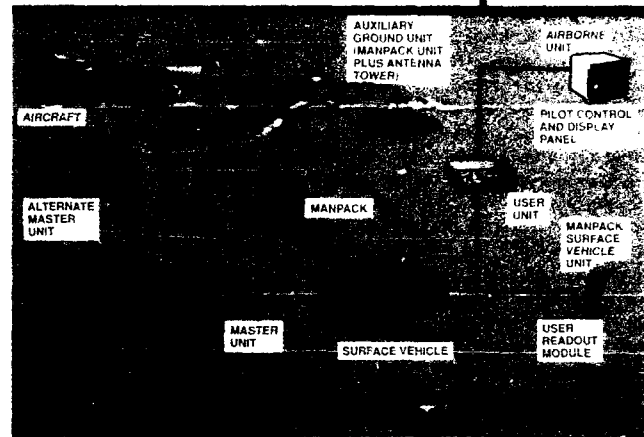 AUXILIARY
GROUND UNIT
(MANPACK UNIT
PLUS ANTENNA
TOWER)
AIRBORNE
UNIT
AIRCRAFT
PILOT CONTROL
AND DISPLAY
PANEL
ALTERNATE
MASTER
UNIT
MANPACK
USER
UNIT
MANPACK
SURFACE
VEHICLE
UNIT
MASTER
UNIT
SURFACE VEHICLE
USER
READOUT
MODULE